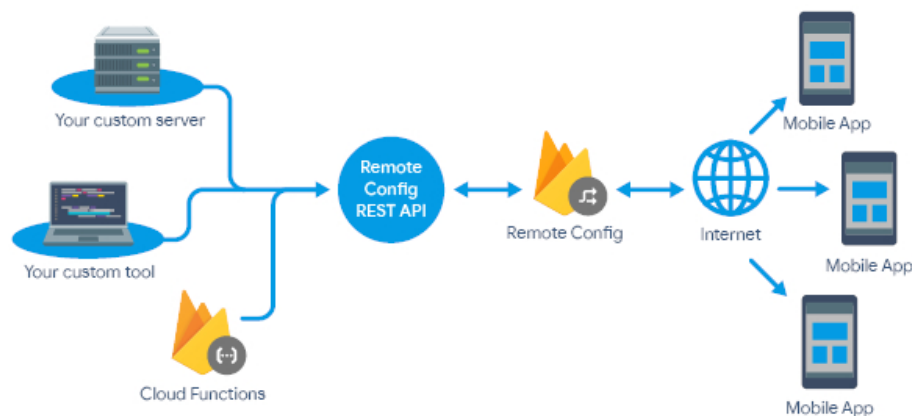 Your custom server
Your custom tool
Cloud Functions
Remote
Config
REST API
Remote Config
Internet
Mobile App
Mobile App
Mobile App